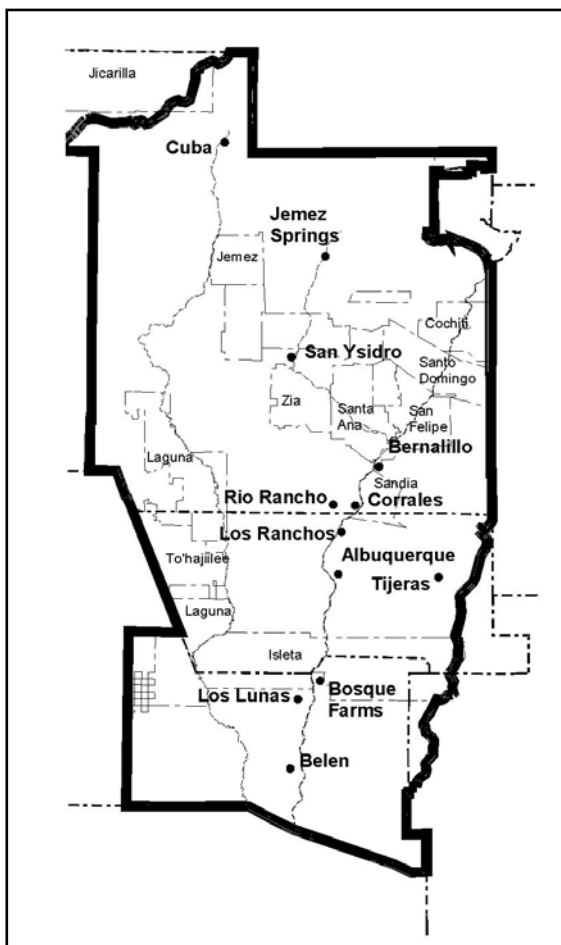 Jicarilla
Cuba
Jemez
Springs
Jemez
Cochiti
San Ysidro
Santo
Domingo
Zia
Santa
Ana
San
Felipe
Bernalillo
Laguna
Sandia
Rio Rancho
Corrales
Los Ranchos
To'hajiilee
Albuquerque
Tijeras
Laguna
Isleta
Bosque
Farms
Los Lunas
Belen